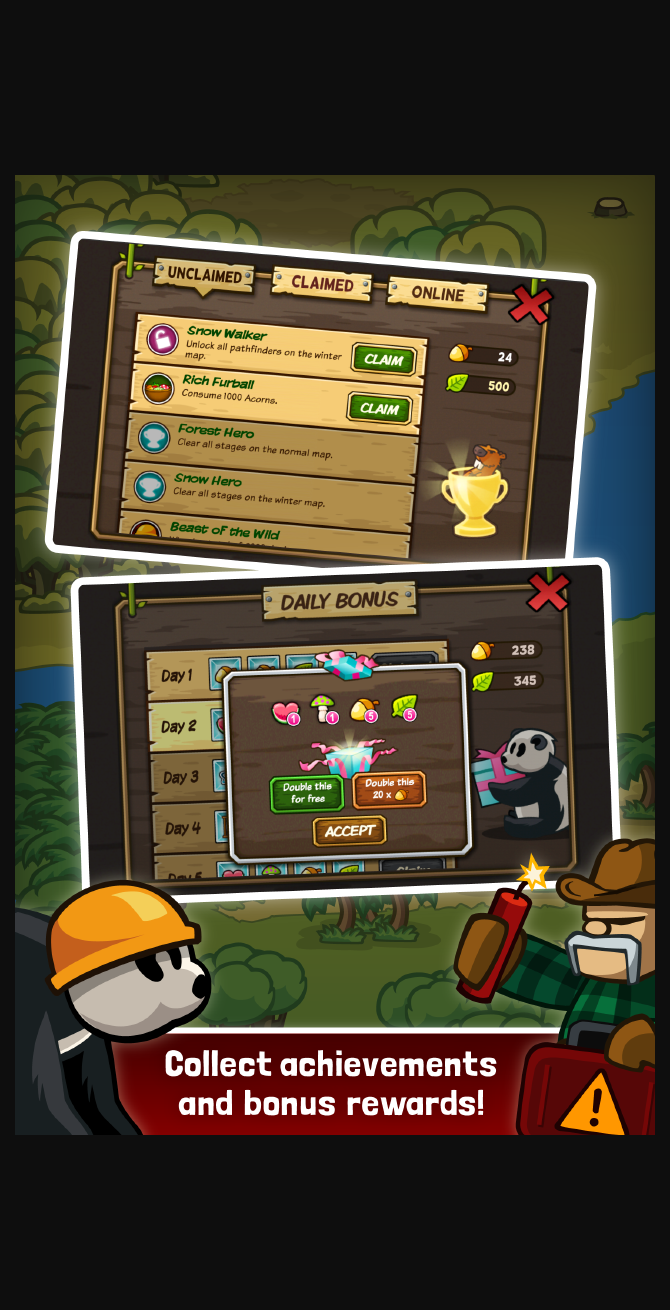 UNCLAIMED
CLAIMED
ONLINE
Snow Walker
Unlock all pathfinders on the winter
map.
CLAIM
24
500
Rich Furball
Consume 1000 Acorns.
CLAIM
Forest Hero
Clear all stages on the normal map.
Snow Hero
Clear all stages on the winter map.
Beast of the Wild
DAILY BONUS
238
345
Day 1
Day 2
Day 3
Day 4
1
1
5
5
Double this
for free
Double this
20 x
ACCEPT
Collect achievements
and bonus rewards!